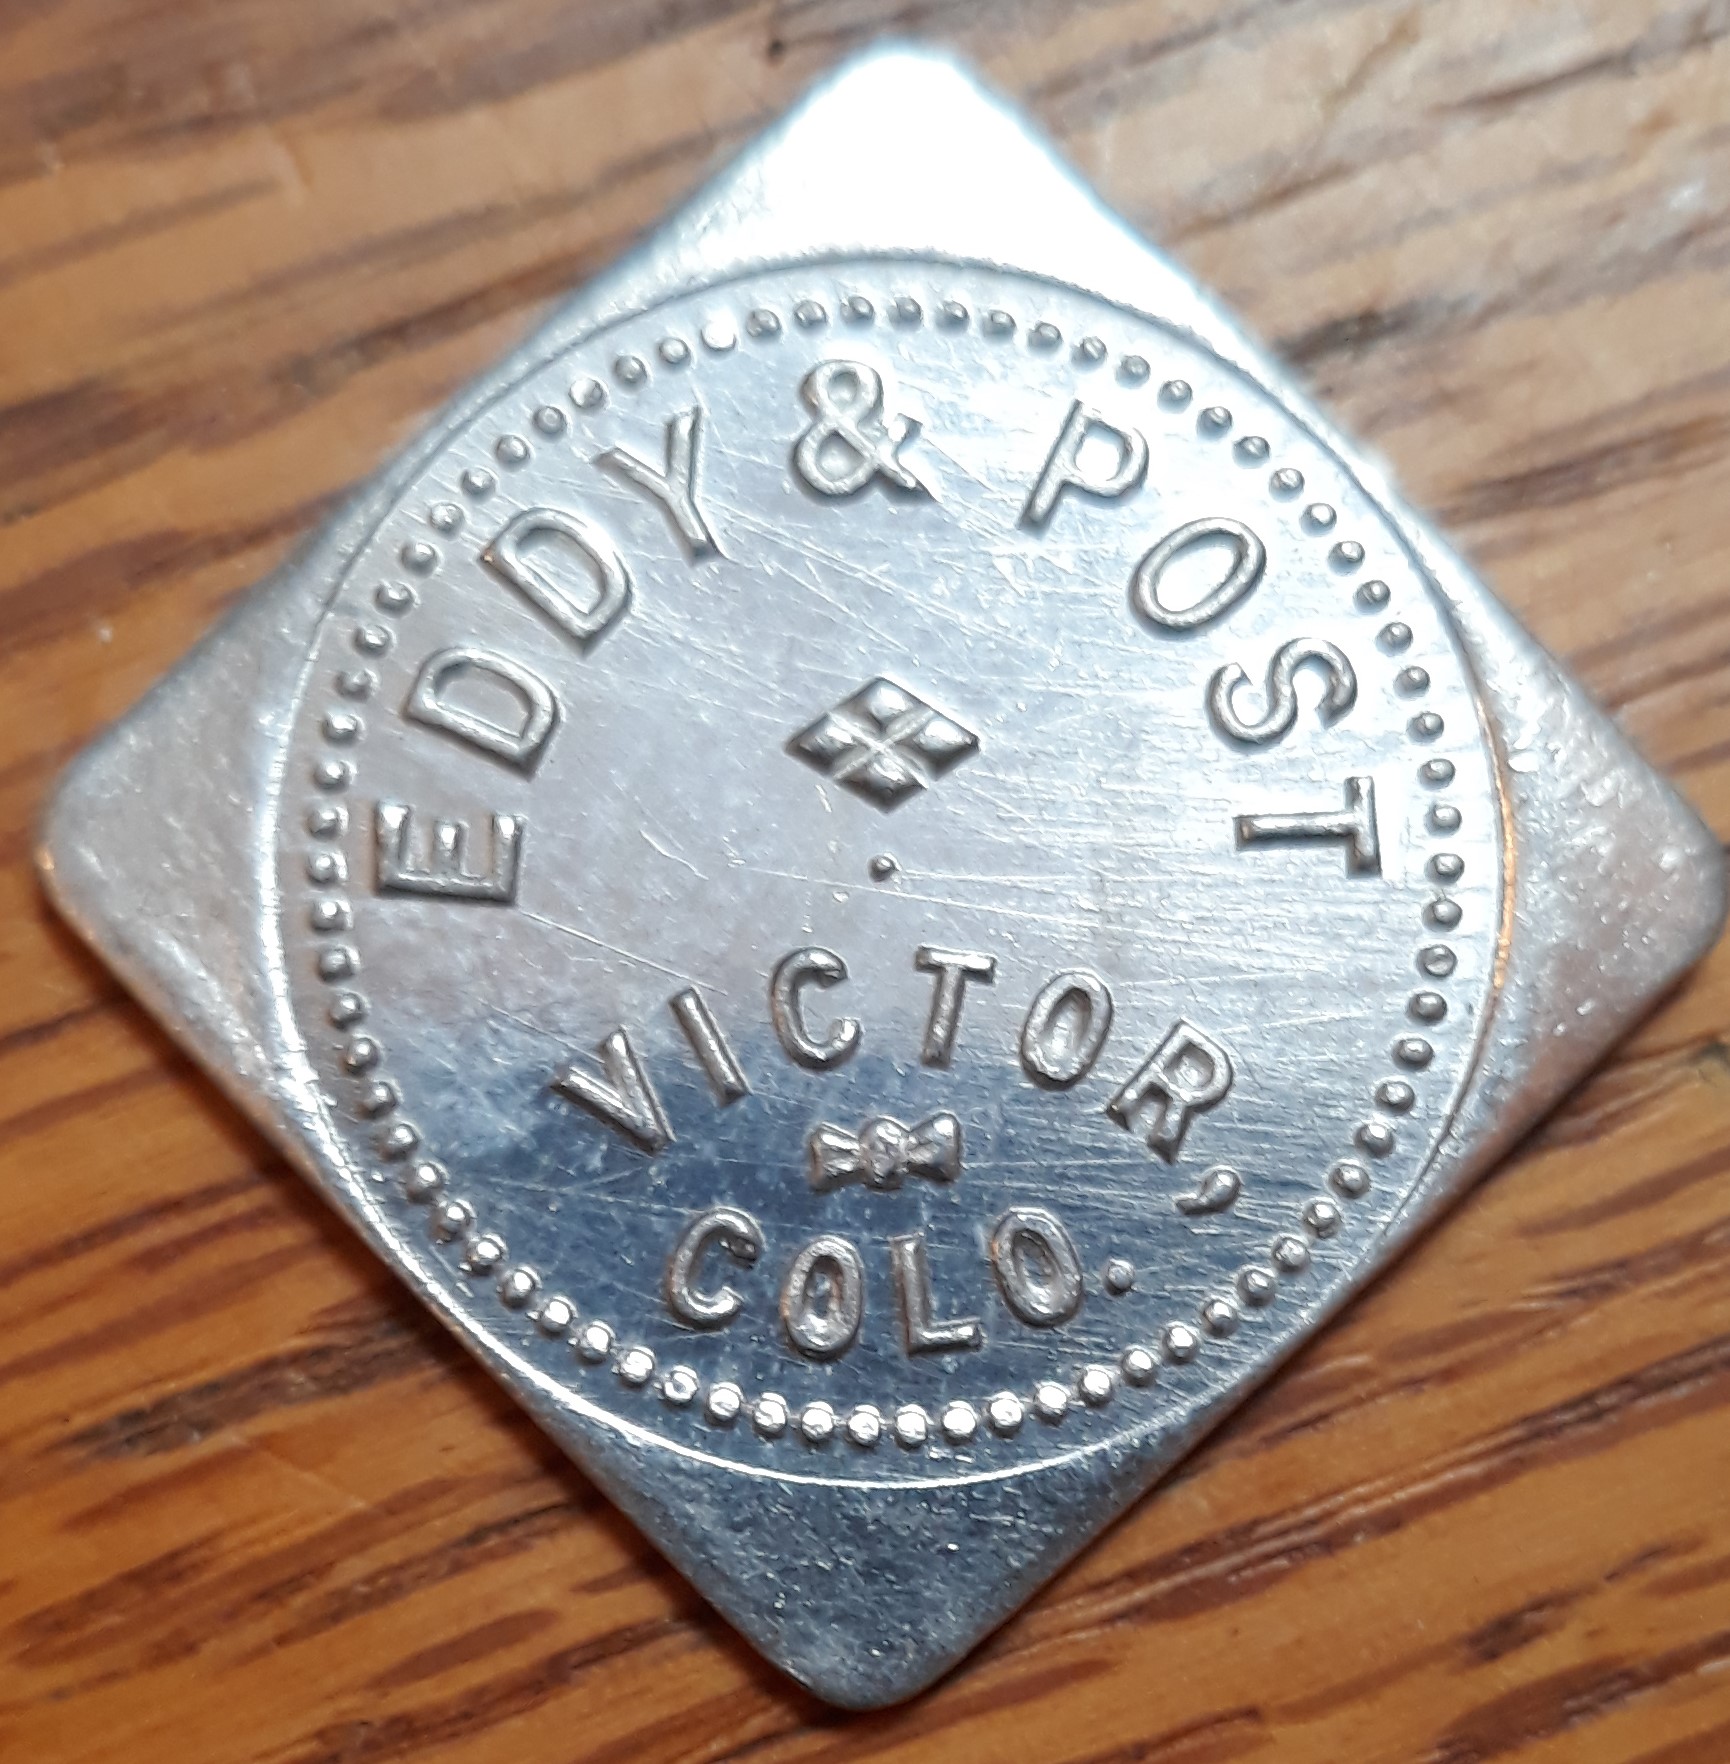 EDDY & POST
VICTOR,
COLO.